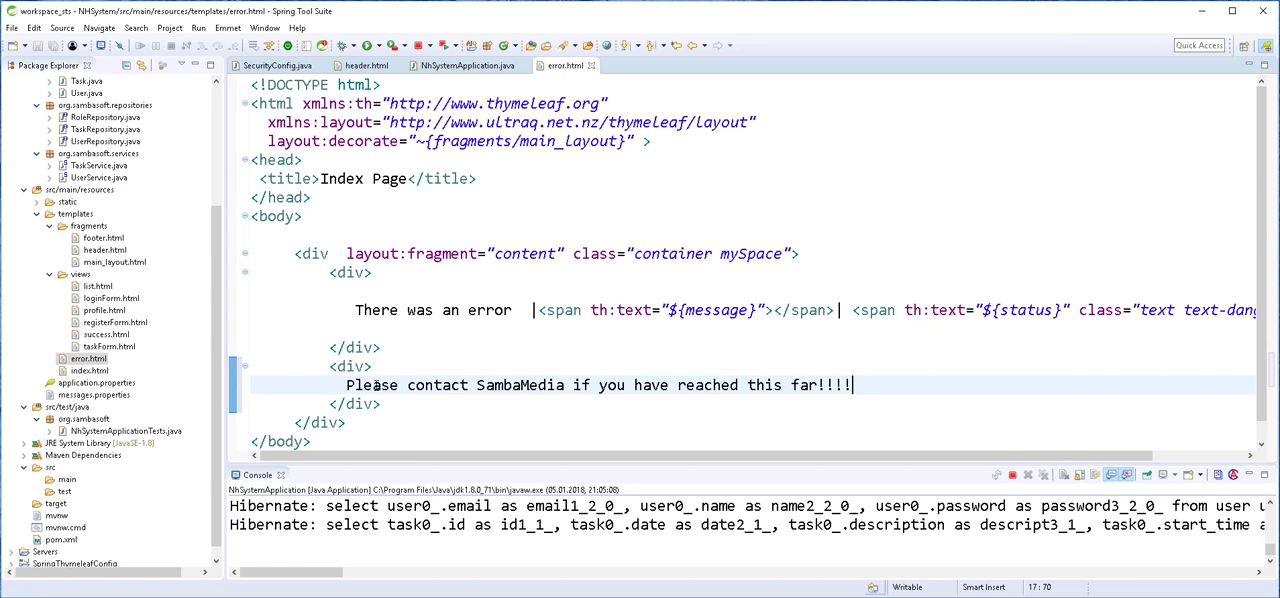 workspace_sts - NHSystem/src/main/resources/templates/error.html - Spring Tool Suite
File Edit Source Navigate Search Project Run Emmet Window Help
Quick Access
Package Explorer
SecurityConfig.java header.html NhSystemApplication.java error.html
Task.java
User.java
org.sambasoft.repositories
RoleRepository.java
TaskRepository.java
UserRepository.java
org.sambasoft.services
TaskService.java
UserService.java
src/main/resources
static
templates
fragments
footer.html
header.html
main_layout.html
views
list.html
loginForm.html
profile.html
registerForm.html
success.html
taskForm.html
error.html
index.html
application.properties
messages.properties
src/test/java
org.sambasoft
NhSystemApplicationTests.java
JRE System Library [JavaSE-1.8]
Maven Dependencies
src
main
test
target
mvnw
mvnw.cmd
pom.xml
Servers
SpringThymeleafConfig
<!DOCTYPE html>
<html xmlns:th="http://www.thymeleaf.org"
xmlns:layout="http://www.ultraq.net.nz/thymeleaf/layout"
layout:decorate="~{fragments/main_layout}" >
<head>
<title>Index Page</title>
</head>
<body>
<div layout:fragment="content" class="container mySpace">
<div>
There was an error |<span th:text="${message}"></span>| <span th:text="${status}" class="text text-dang
</div>
<div>
Please contact SambaMedia if you have reached this far!!!!
</div>
</div>
</body>
Console
NhSystemApplication [Java Application] C:\Program Files\Java\jdk1.8.0_71\bin\javaw.exe (05.01.2018, 21:05:08)
Hibernate: select user0_.email as email1_2_0_, user0_.name as name2_2_0_, user0_.password as password3_2_0_ from user u
Hibernate: select task0_.id as id1_1_, task0_.date as date2_1_, task0_.description as descript3_1_, task0_.start_time a
Writable Smart Insert 17 : 70